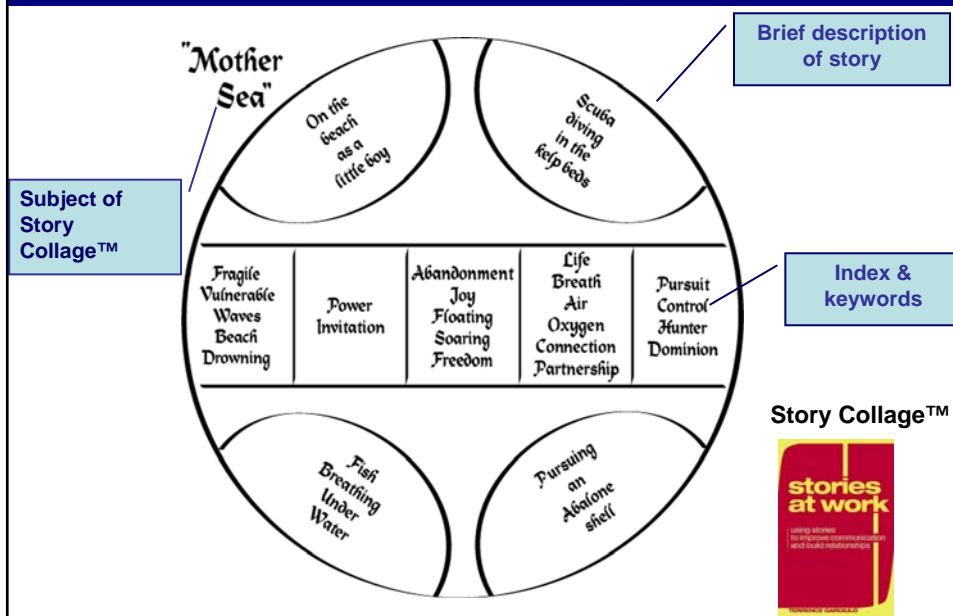 "Mother
Sea"
On the
beach
as a
little boy
Scuba
diving
in the
kelp beds
Brief description
of story
Subject of
Story
Collage™
Fragile
Vulnerable
Waves
Beach
Drowning
Power
Invitation
Abandonment
Joy
Floating
Soaring
Freedom
Life
Breath
Air
Oxygen
Connection
Partnership
Pursuit
Control
Hunter
Dominion
Index &
keywords
Fish
Breathing
Under
Water
Pursuing
an
Abalone
shell
Story Collage™
stories
at work
using stories
to improve communication
and build relationships
TERRENCE GARGIULO